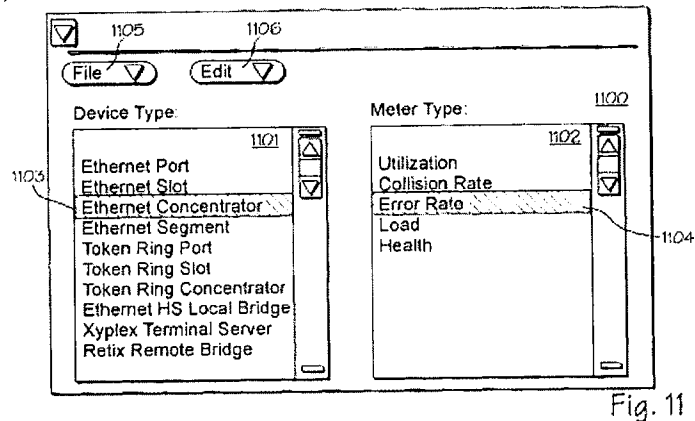 1105
1106
File
Edit
1100
Device Type:
Meter Type:
1101
1102
Ethernet Port
Ethernet Slot
Ethernet Concentrator
Ethernet Segment
Token Ring Port
Token Ring Slot
Token Ring Concentrator
Ethernet HS Local Bridge
Xyplex Terminal Server
Retix Remote Bridge
1103
Utilization
Collision Rate
Error Rate
Load
Health
1104
Fig. 11